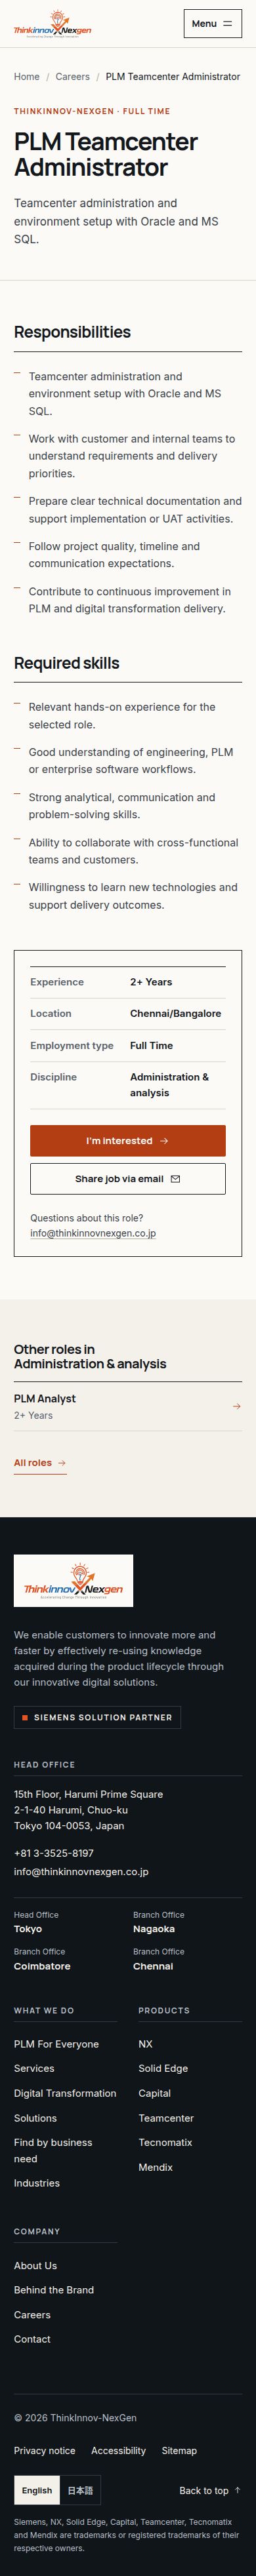 Thinkinnov Nexgen
Accelerating Change Through Innovation
Menu
Home / Careers / PLM Teamcenter Administrator
THINKINNOV-NEXGEN · FULL TIME
PLM Teamcenter
Administrator
Teamcenter administration and
environment setup with Oracle and MS
SQL.
Responsibilities
Teamcenter administration and
environment setup with Oracle and MS
SQL.
Work with customer and internal teams to
understand requirements and delivery
priorities.
Prepare clear technical documentation and
support implementation or UAT activities.
Follow project quality, timeline and
communication expectations.
Contribute to continuous improvement in
PLM and digital transformation delivery.
Required skills
Relevant hands-on experience for the
selected role.
Good understanding of engineering, PLM
or enterprise software workflows.
Strong analytical, communication and
problem-solving skills.
Ability to collaborate with cross-functional
teams and customers.
Willingness to learn new technologies and
support delivery outcomes.
Experience 2+ Years
Location Chennai/Bangalore
Employment type Full Time
Discipline Administration &
analysis
I'm interested →
Share job via email
Questions about this role?
info@thinkinnovnexgen.co.jp
Other roles in
Administration & analysis
PLM Analyst →
2+ Years
All roles →
Thinkinnov Nexgen
Accelerating Change Through Innovation
We enable customers to innovate more and
faster by effectively re-using knowledge
acquired during the product lifecycle through
our innovative digital solutions.
SIEMENS SOLUTION PARTNER
HEAD OFFICE
15th Floor, Harumi Prime Square
2-1-40 Harumi, Chuo-ku
Tokyo 104-0053, Japan
+81 3-3525-8197
info@thinkinnovnexgen.co.jp
Head Office
Tokyo
Branch Office
Nagaoka
Branch Office
Coimbatore
Branch Office
Chennai
WHAT WE DO
PLM For Everyone
Services
Digital Transformation
Solutions
Find by business
need
Industries
PRODUCTS
NX
Solid Edge
Capital
Teamcenter
Tecnomatix
Mendix
COMPANY
About Us
Behind the Brand
Careers
Contact
© 2026 ThinkInnov-NexGen
Privacy notice Accessibility Sitemap
English 日本語 Back to top ↑
Siemens, NX, Solid Edge, Capital, Teamcenter, Tecnomatix
and Mendix are trademarks or registered trademarks of their
respective owners.